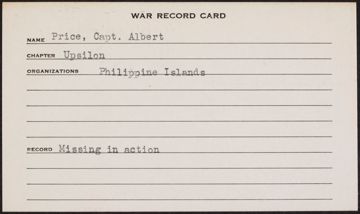 WAR RECORD CARD
NAME Price, Capt. Albert
CHAPTER Upsilon
ORGANIZATIONS Philippine Islands
RECORD Missing in action